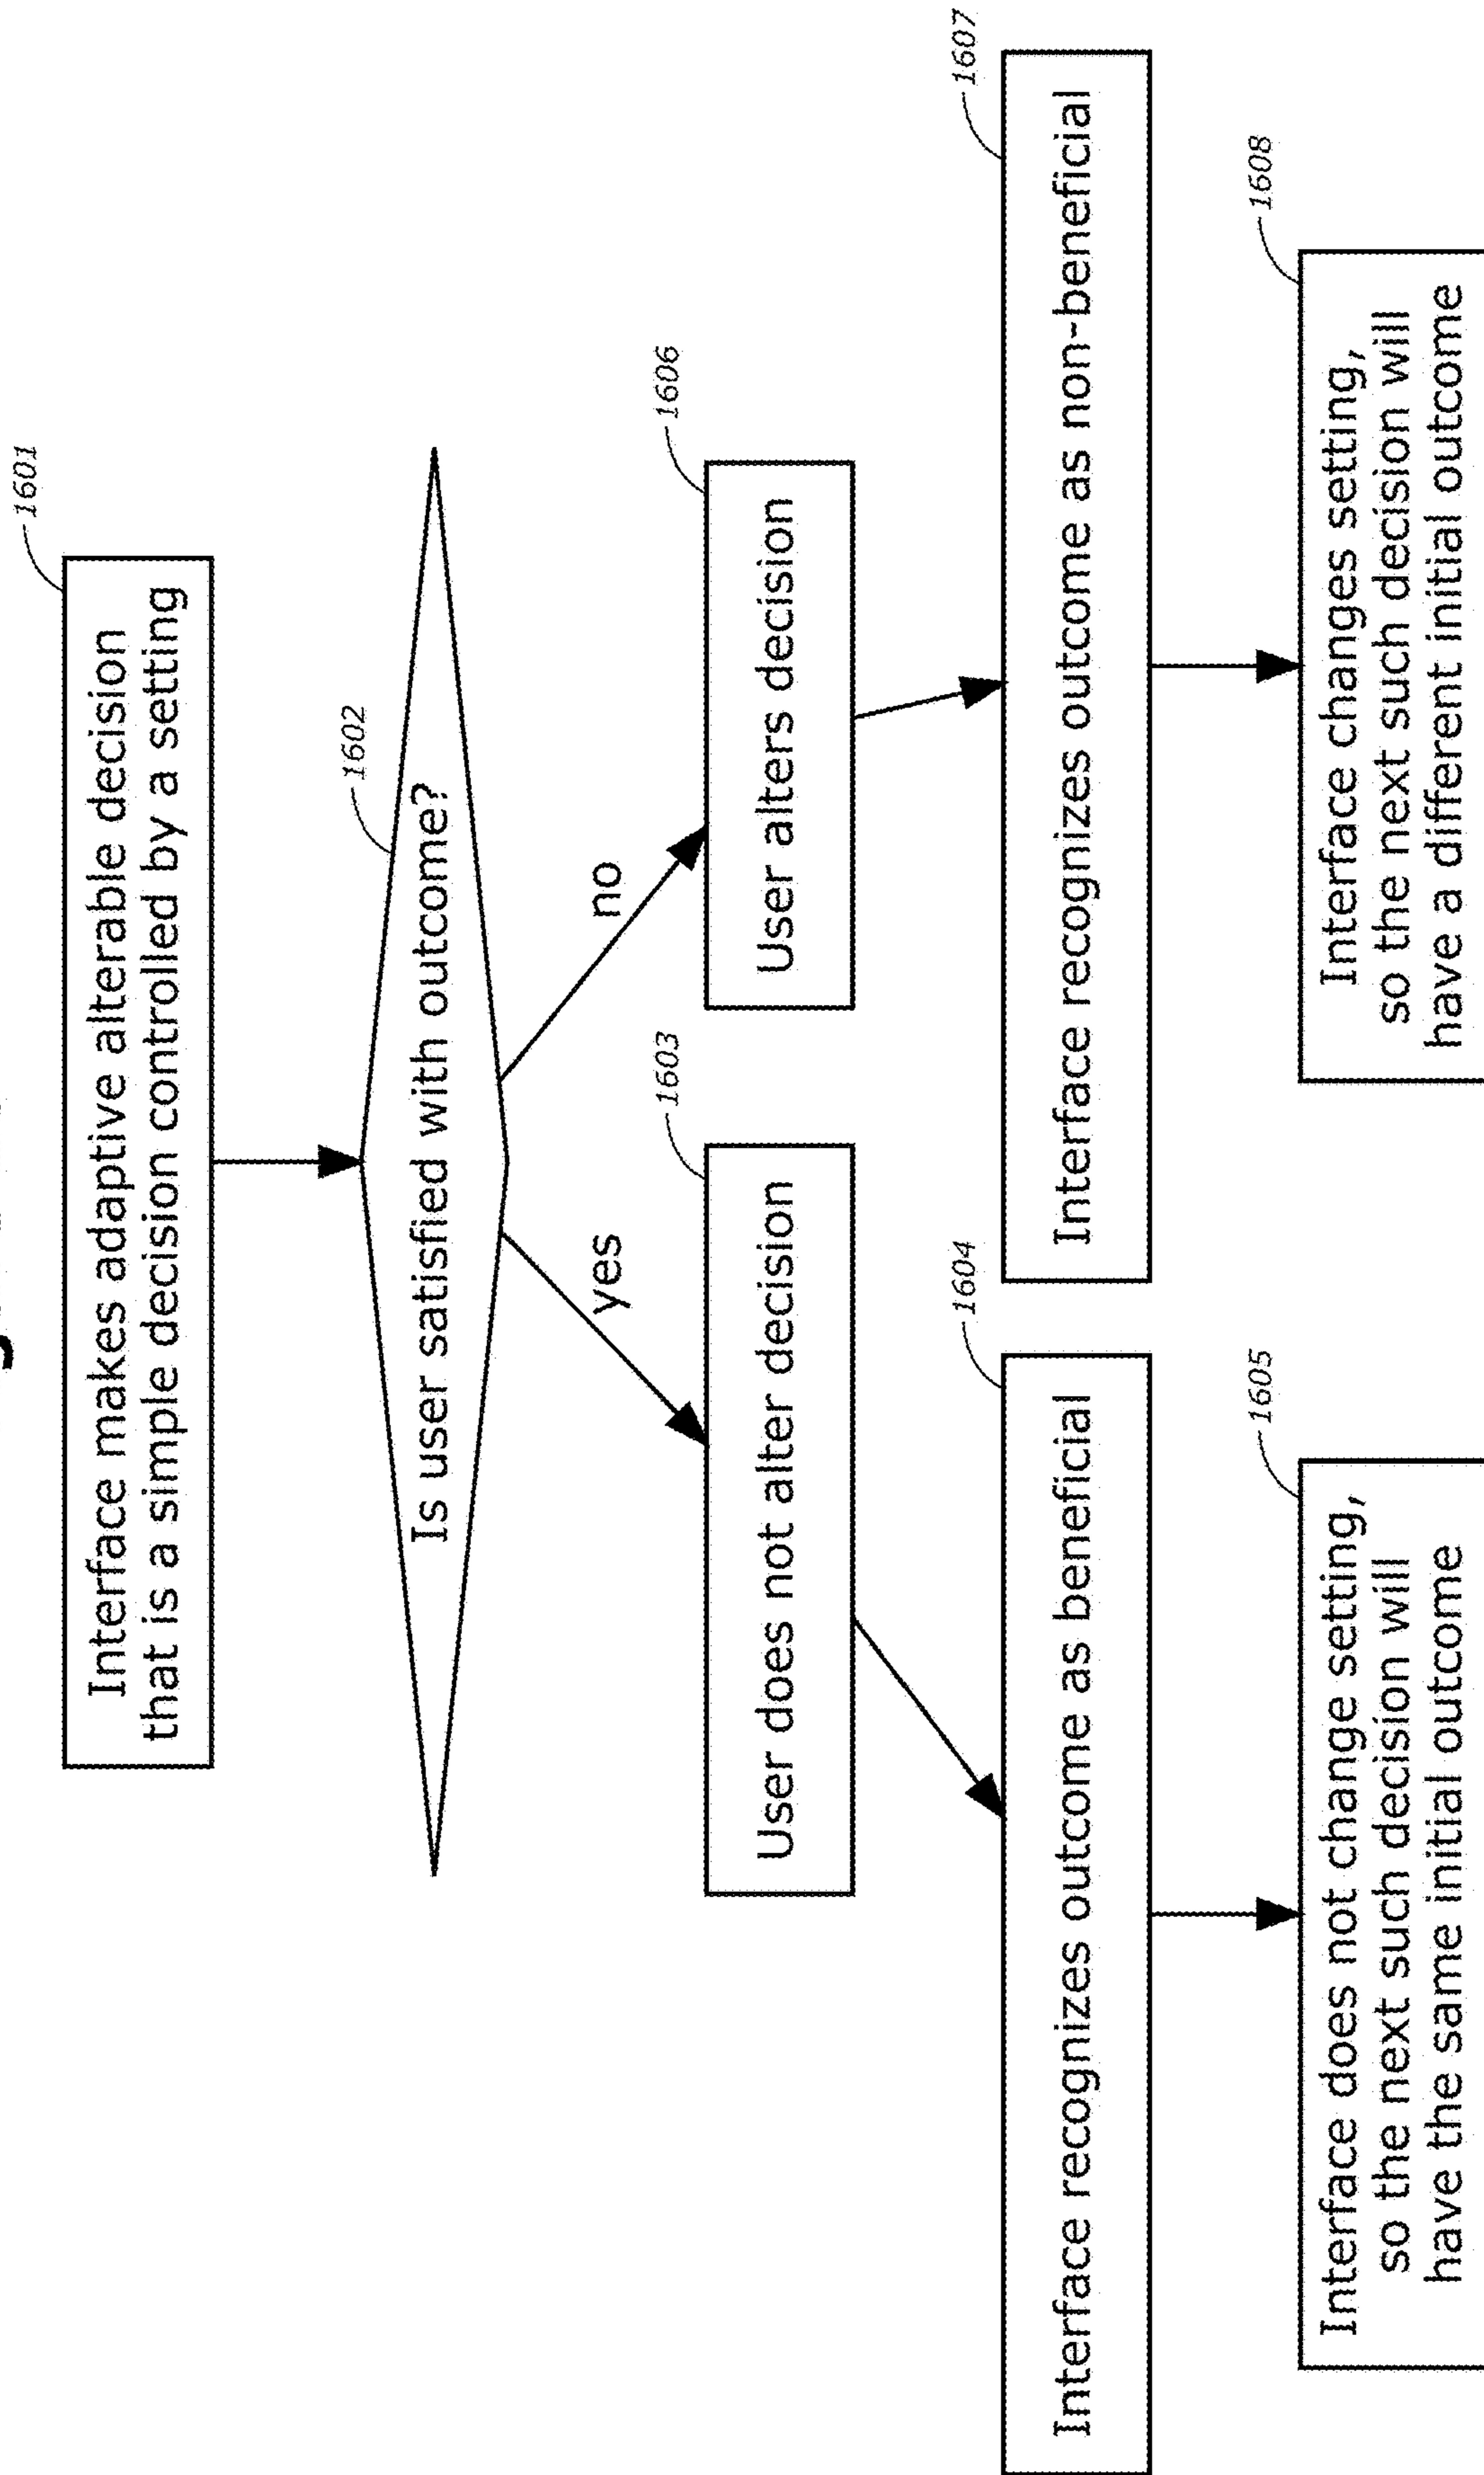 1601
Interface makes adaptive alterable decision
that is a simple decision controlled by a setting
1602
Is user satisfied with outcome?
yes
no
1603
User does not alter decision
1606
User alters decision
1604
Interface recognizes outcome as beneficial
1607
Interface recognizes outcome as non-beneficial
1605
Interface does not change setting,
so the next such decision will
have the same initial outcome
1608
Interface changes setting,
so the next such decision will
have a different initial outcome